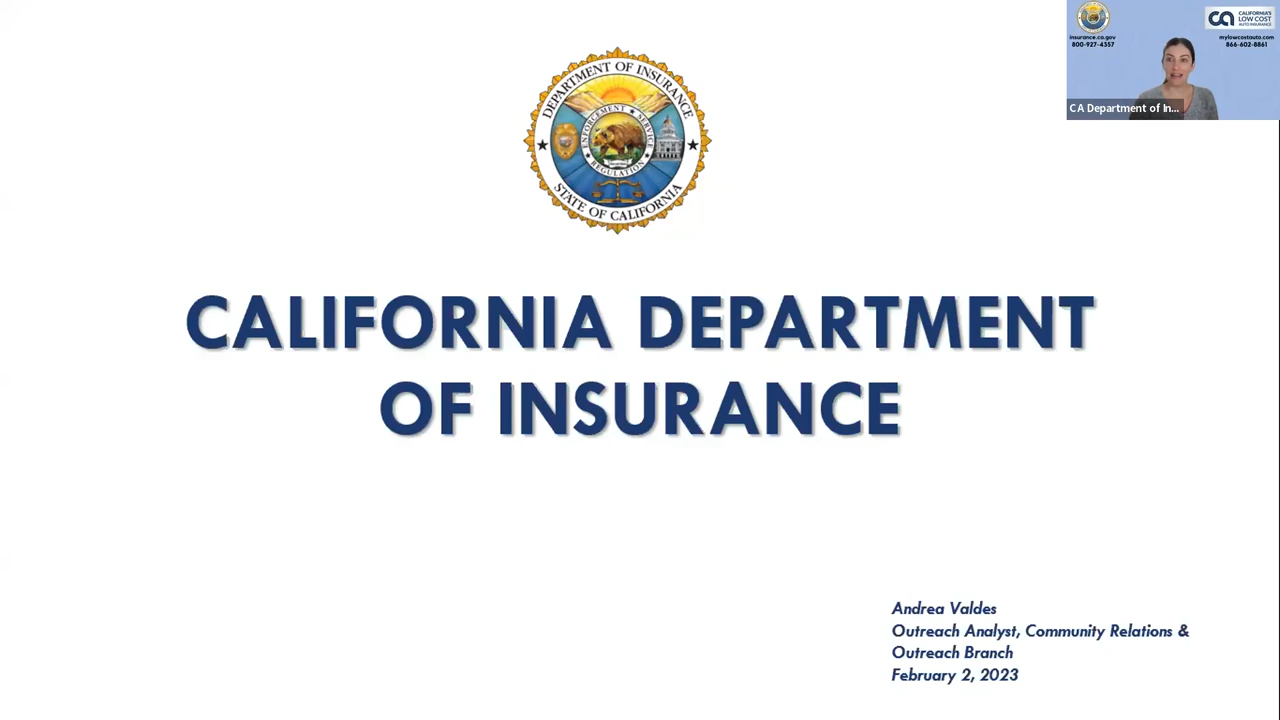 DEPARTMENT OF INSURANCE
STATE OF CALIFORNIA
ENFORCEMENT ★ SERVICE
REGULATION
insurance.ca.gov
800-927-4357
ca
CALIFORNIA'S
LOW COST
AUTO INSURANCE
mylowcostauto.com
866-602-8861
CA Department of In...
CALIFORNIA DEPARTMENT
OF INSURANCE
Andrea Valdes
Outreach Analyst, Community Relations &
Outreach Branch
February 2, 2023